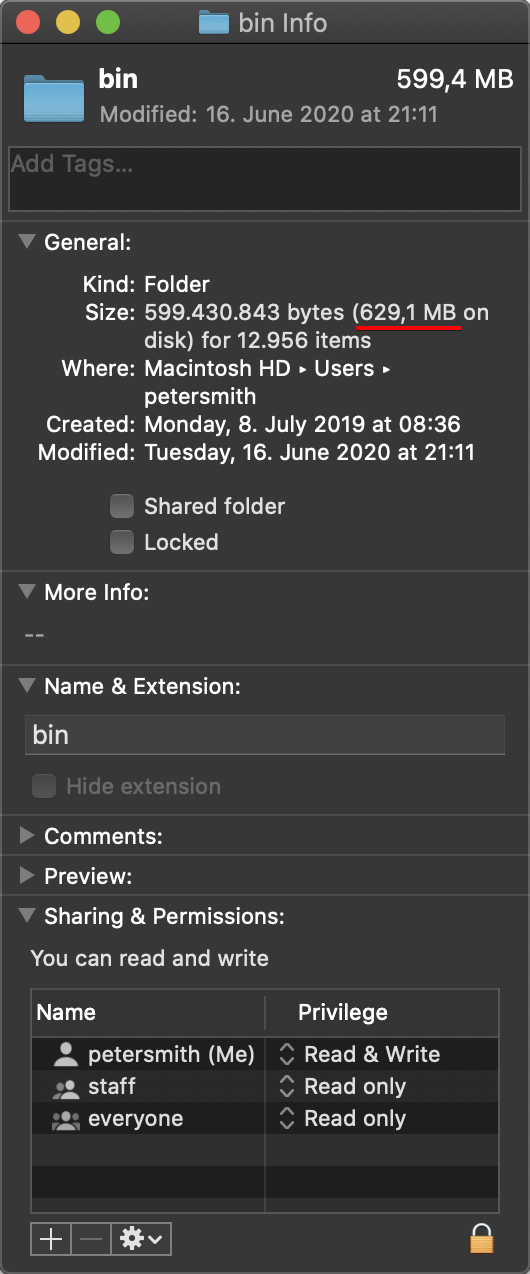 bin Info
bin 599,4 MB
Modified: 16. June 2020 at 21:11
Add Tags...
General:
Kind: Folder
Size: 599.430.843 bytes (629,1 MB on
disk) for 12.956 items
Where: Macintosh HD ▸ Users ▸
petersmith
Created: Monday, 8. July 2019 at 08:36
Modified: Tuesday, 16. June 2020 at 21:11
Shared folder
Locked
More Info:
--
Name & Extension:
bin
Hide extension
Comments:
Preview:
Sharing & Permissions:
You can read and write
Name Privilege
petersmith (Me) Read & Write
staff Read only
everyone Read only